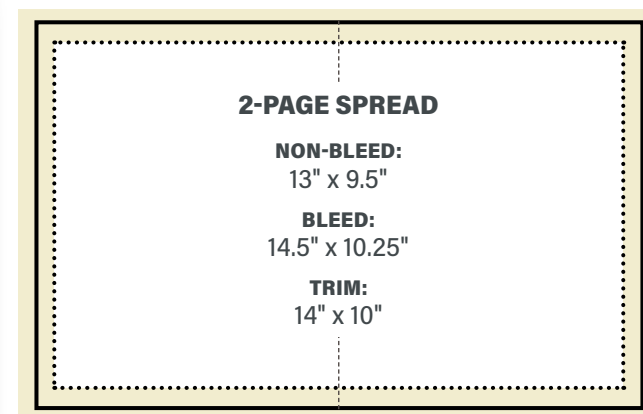 2-PAGE SPREAD
NON-BLEED:
13" x 9.5"
BLEED:
14.5" x 10.25"
TRIM:
14" x 10"